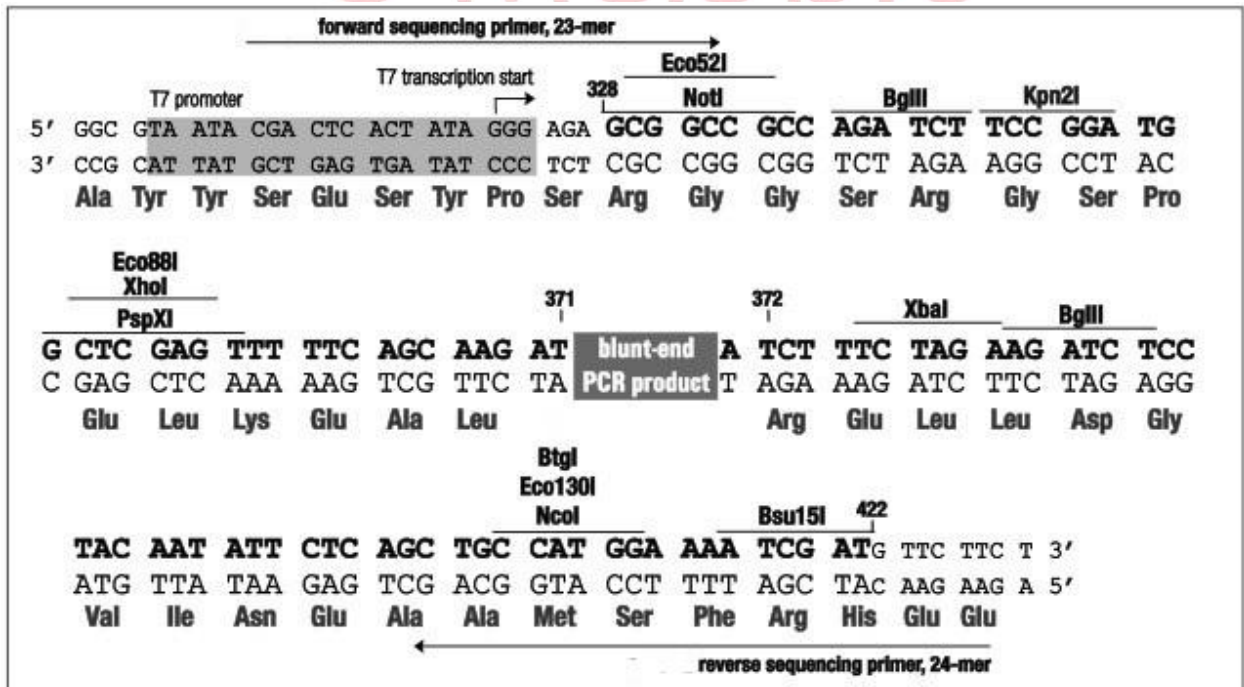 forward sequencing primer, 23-mer
T7 transcription start
Eco52I
T7 promoter
328
NotI
BglII
Kpn2I
5′ GGC GTAA ATA CGA CTC ACT ATA GGG AGA GCG GCC GCC AGA TCT TCC GGA TG
3′ CCG CATT TAT GCT GAG TGA TAT CCC TCT CGC CGG CGG TCT AGA AGG CCT AC
Ala Tyr Tyr Ser Glu Ser Tyr Pro Ser Arg Gly Gly Ser Arg Gly Ser Pro
Eco88I
XhoI
PspXI
371
372
XbaI
BglII
G CTC GAG TTT TTC AGC AAG AT blunt-end A TCT TTC TAG AAG ATC TCC
C GAG CTC AAA AAG TCG TTC TA PCR product T AGA AAG ATC TTC TAG AGG
Glu Leu Lys Glu Ala Leu Arg Glu Leu Leu Asp Gly
BtgI
Eco130I
NcoI
Bsu15I
422
TAC AAT ATT CTC AGC TGC CAT GGA AAA TCG ATG TTC TTC T 3′
ATG TTA TAA GAG TCG ACG GTA CCT TTT AGC TAC AAG AAG A 5′
Val Ile Asn Glu Ala Ala Met Ser Phe Arg His Glu Glu
reverse sequencing primer, 24-mer